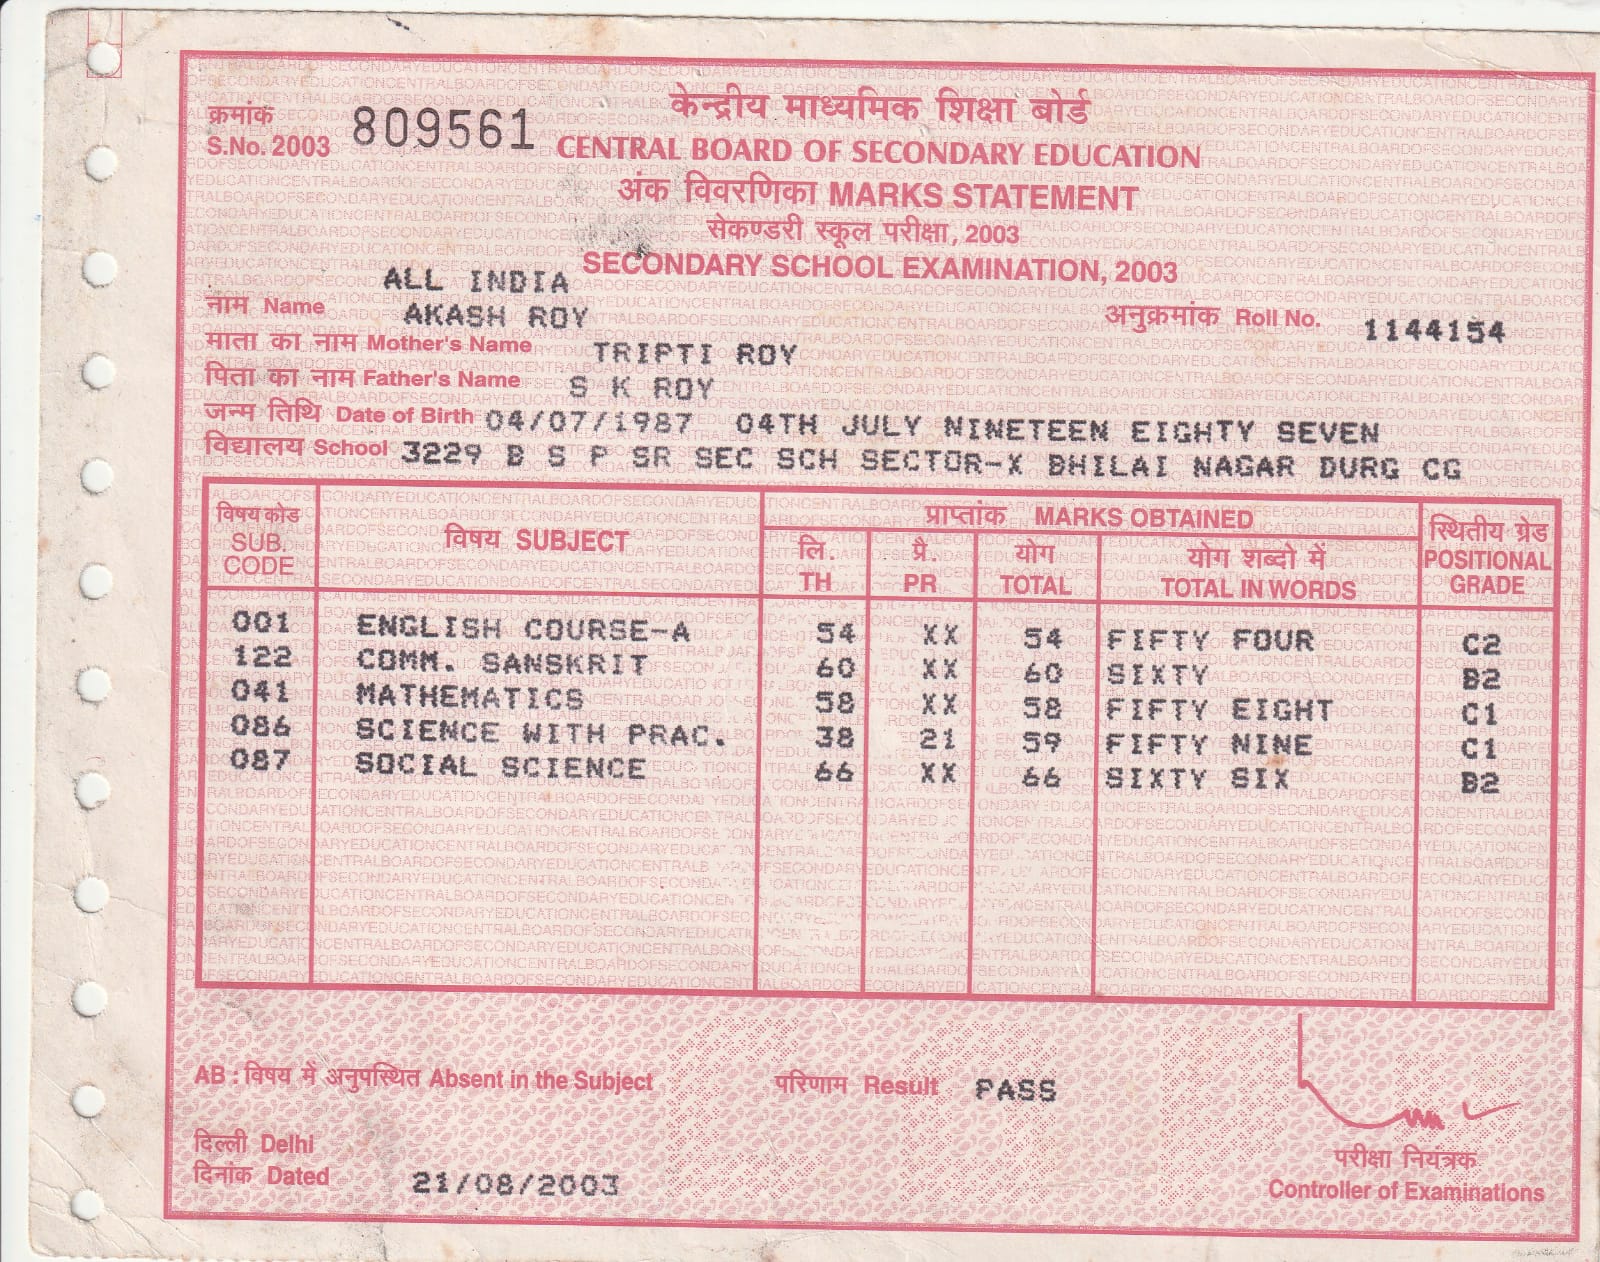 क्रमांक
S.No. 2003 809561
केन्द्रीय माध्यमिक शिक्षा बोर्ड
CENTRAL BOARD OF SECONDARY EDUCATION
अंक विवरणिका MARKS STATEMENT
सेकण्डरी स्कूल परीक्षा, 2003
ALL INDIA SECONDARY SCHOOL EXAMINATION, 2003
नाम Name AKASH ROY अनुक्रमांक Roll No. 1144154
माता का नाम Mother's Name TRIPTI ROY
पिता का नाम Father's Name S K ROY
जन्म तिथि Date of Birth 04/07/1987 04TH JULY NINETEEN EIGHTY SEVEN
विद्यालय School 3229 B S P SR SEC SCH SECTOR-X BHILAI NAGAR DURG CG
विषय कोड SUB. CODE विषय SUBJECT प्राप्तांक MARKS OBTAINED स्थितीय ग्रेड POSITIONAL GRADE
लि. TH प्रै. PR योग TOTAL योग शब्दो में TOTAL IN WORDS
001 ENGLISH COURSE-A 54 XX 54 FIFTY FOUR C2
122 COMM. SANSKRIT 60 XX 60 SIXTY B2
041 MATHEMATICS 58 XX 58 FIFTY EIGHT C1
086 SCIENCE WITH PRAC. 38 21 59 FIFTY NINE C1
087 SOCIAL SCIENCE 66 XX 66 SIXTY SIX B2
AB : विषय में अनुपस्थित Absent in the Subject परिणाम Result PASS
दिल्ली Delhi
दिनांक Dated 21/08/2003
परीक्षा नियंत्रक
Controller of Examinations